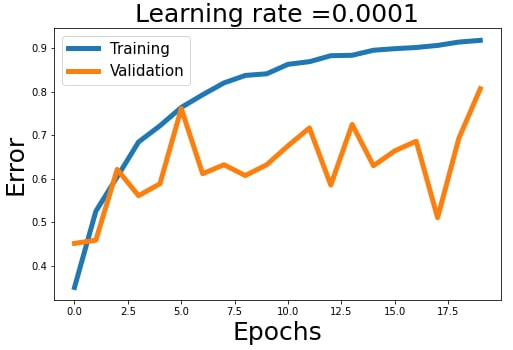 Learning rate =0.0001
Training
Validation
Error
0.9
0.8
0.7
0.6
0.5
0.4
0.0 2.5 5.0 7.5 10.0 12.5 15.0 17.5
Epochs